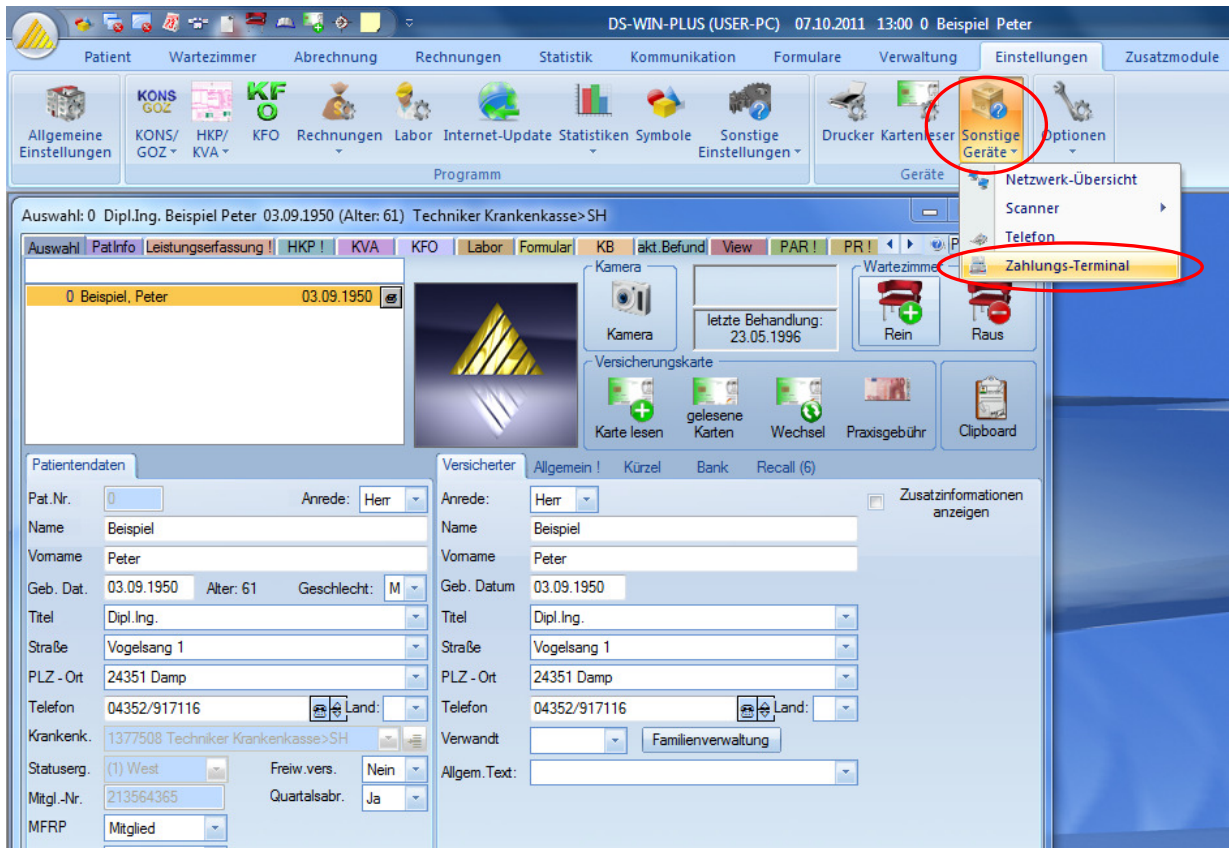 DS-WIN-PLUS (USER-PC) 07.10.2011 13:00 0 Beispiel Peter
Patient Wartezimmer Abrechnung Rechnungen Statistik Kommunikation Formulare Verwaltung Einstellungen Zusatzmodule
KONS
GOZ
KFO
Allgemeine Einstellungen
KONS/ GOZ
HKP/ KVA
KFO
Rechnungen
Labor
Internet-Update
Statistiken
Symbole
Sonstige Einstellungen
Drucker
Kartenleser
Sonstige Geräte
Optionen
Programm
Geräte
Netzwerk-Übersicht
Scanner
Telefon
Zahlungs-Terminal
Auswahl: 0 Dipl.Ing. Beispiel Peter 03.09.1950 (Alter: 61) Techniker Krankenkasse>SH
Auswahl PatInfo Leistungserfassung ! HKP ! KVA KFO Labor Formular KB akt.Befund View PAR ! PR ! P
0 Beispiel, Peter 03.09.1950
Kamera
Kamera
letzte Behandlung:
23.05.1996
Wartezimmer
Rein
Raus
Versicherungskarte
Karte lesen
gelesene Karten
Wechsel
Praxisgebühr
Clipboard
Patientendaten
Pat.Nr. 0 Anrede: Herr
Name Beispiel
Vorname Peter
Geb. Dat. 03.09.1950 Alter: 61 Geschlecht: M
Titel Dipl.Ing.
Straße Vogelsang 1
PLZ - Ort 24351 Damp
Telefon 04352/917116 Land:
Krankenk. 1377508 Techniker Krankenkasse>SH
Statuserg. (1) West Freiw.vers. Nein
Mitgl.-Nr. 213564365 Quartalsabr. Ja
MFRP Mitglied
Versicherter Allgemein ! Kürzel Bank Recall (6)
Anrede: Herr
Zusatzinformationen
anzeigen
Name Beispiel
Vorname Peter
Geb. Datum 03.09.1950
Titel Dipl.Ing.
Straße Vogelsang 1
PLZ - Ort 24351 Damp
Telefon 04352/917116 Land:
Verwandt Familienverwaltung
Allgem.Text: